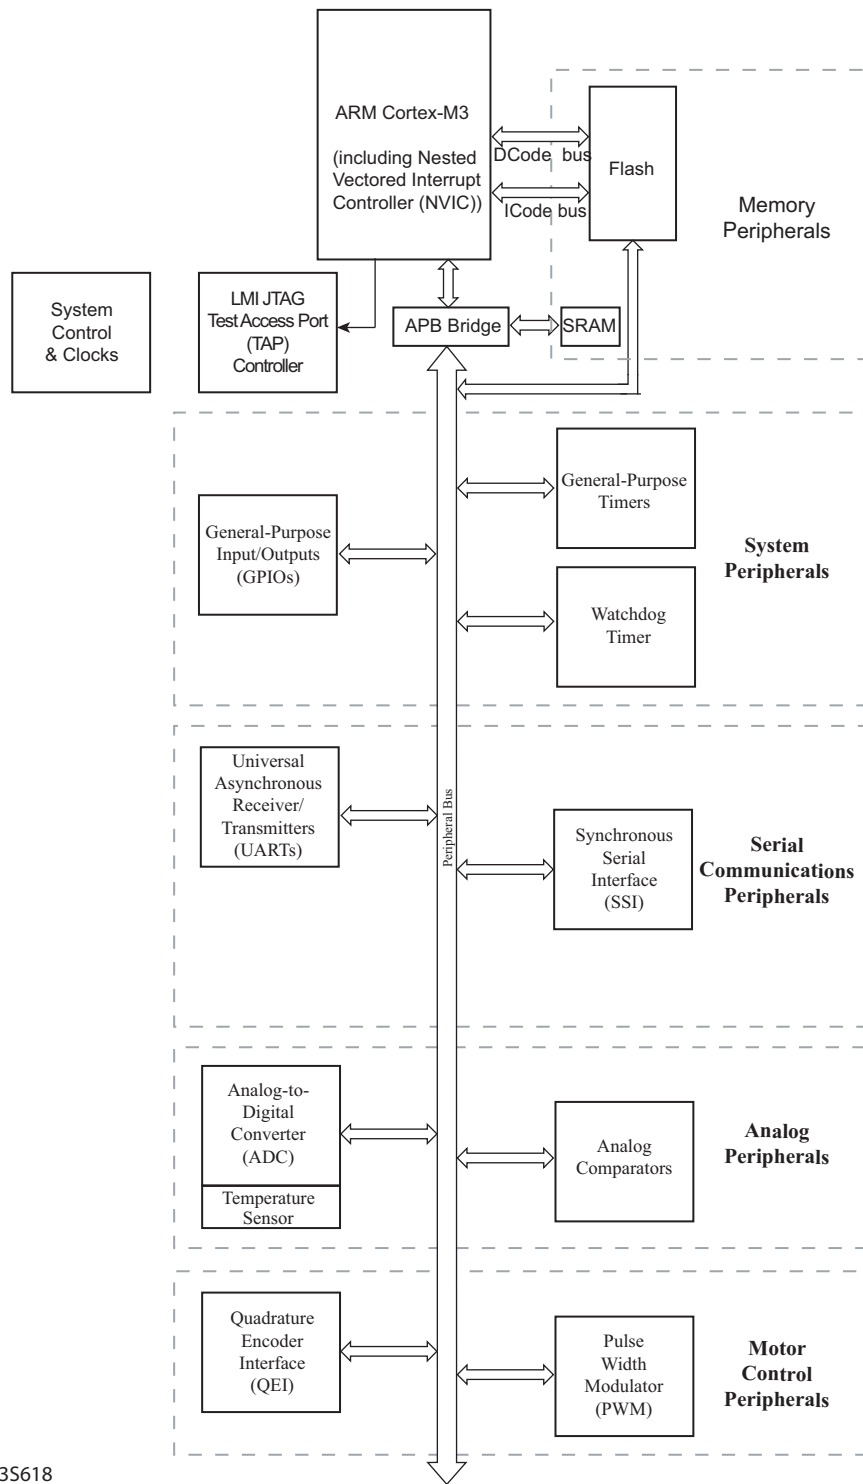 ARM Cortex-M3
(including Nested
Vectored Interrupt
Controller (NVIC))
DCode bus
ICode bus
Flash
Memory
Peripherals
System
Control
& Clocks
LMI JTAG
Test Access Port
(TAP)
Controller
APB Bridge
SRAM
General-Purpose
Input/Outputs
(GPIOs)
General-Purpose
Timers
Watchdog
Timer
System
Peripherals
Universal
Asynchronous
Receiver/
Transmitters
(UARTs)
Peripheral Bus
Synchronous
Serial
Interface
(SSI)
Serial
Communications
Peripherals
Analog-to-
Digital
Converter
(ADC)
Temperature
Sensor
Analog
Comparators
Analog
Peripherals
Quadrature
Encoder
Interface
(QEI)
Pulse
Width
Modulator
(PWM)
Motor
Control
Peripherals
3S618